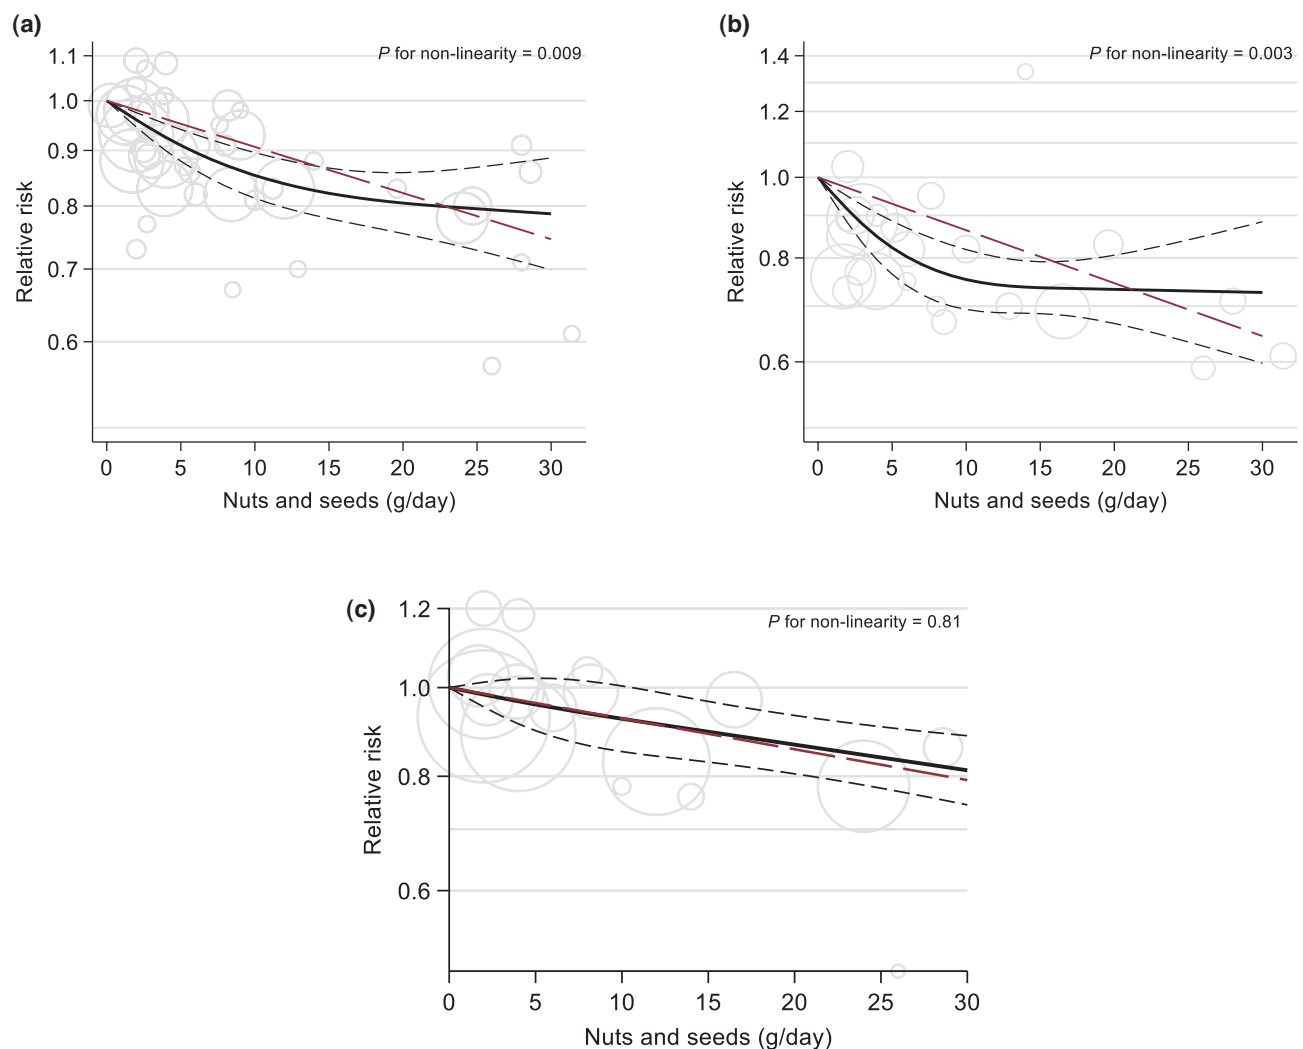 (a)
P for non-linearity = 0.009
1.1
1.0
0.9
0.8
0.7
0.6
Relative risk
0 5 10 15 20 25 30
Nuts and seeds (g/day)
(b)
P for non-linearity = 0.003
1.4
1.2
1.0
0.8
0.6
Relative risk
0 5 10 15 20 25 30
Nuts and seeds (g/day)
(c)
P for non-linearity = 0.81
1.2
1.0
0.8
0.6
Relative risk
0 5 10 15 20 25 30
Nuts and seeds (g/day)